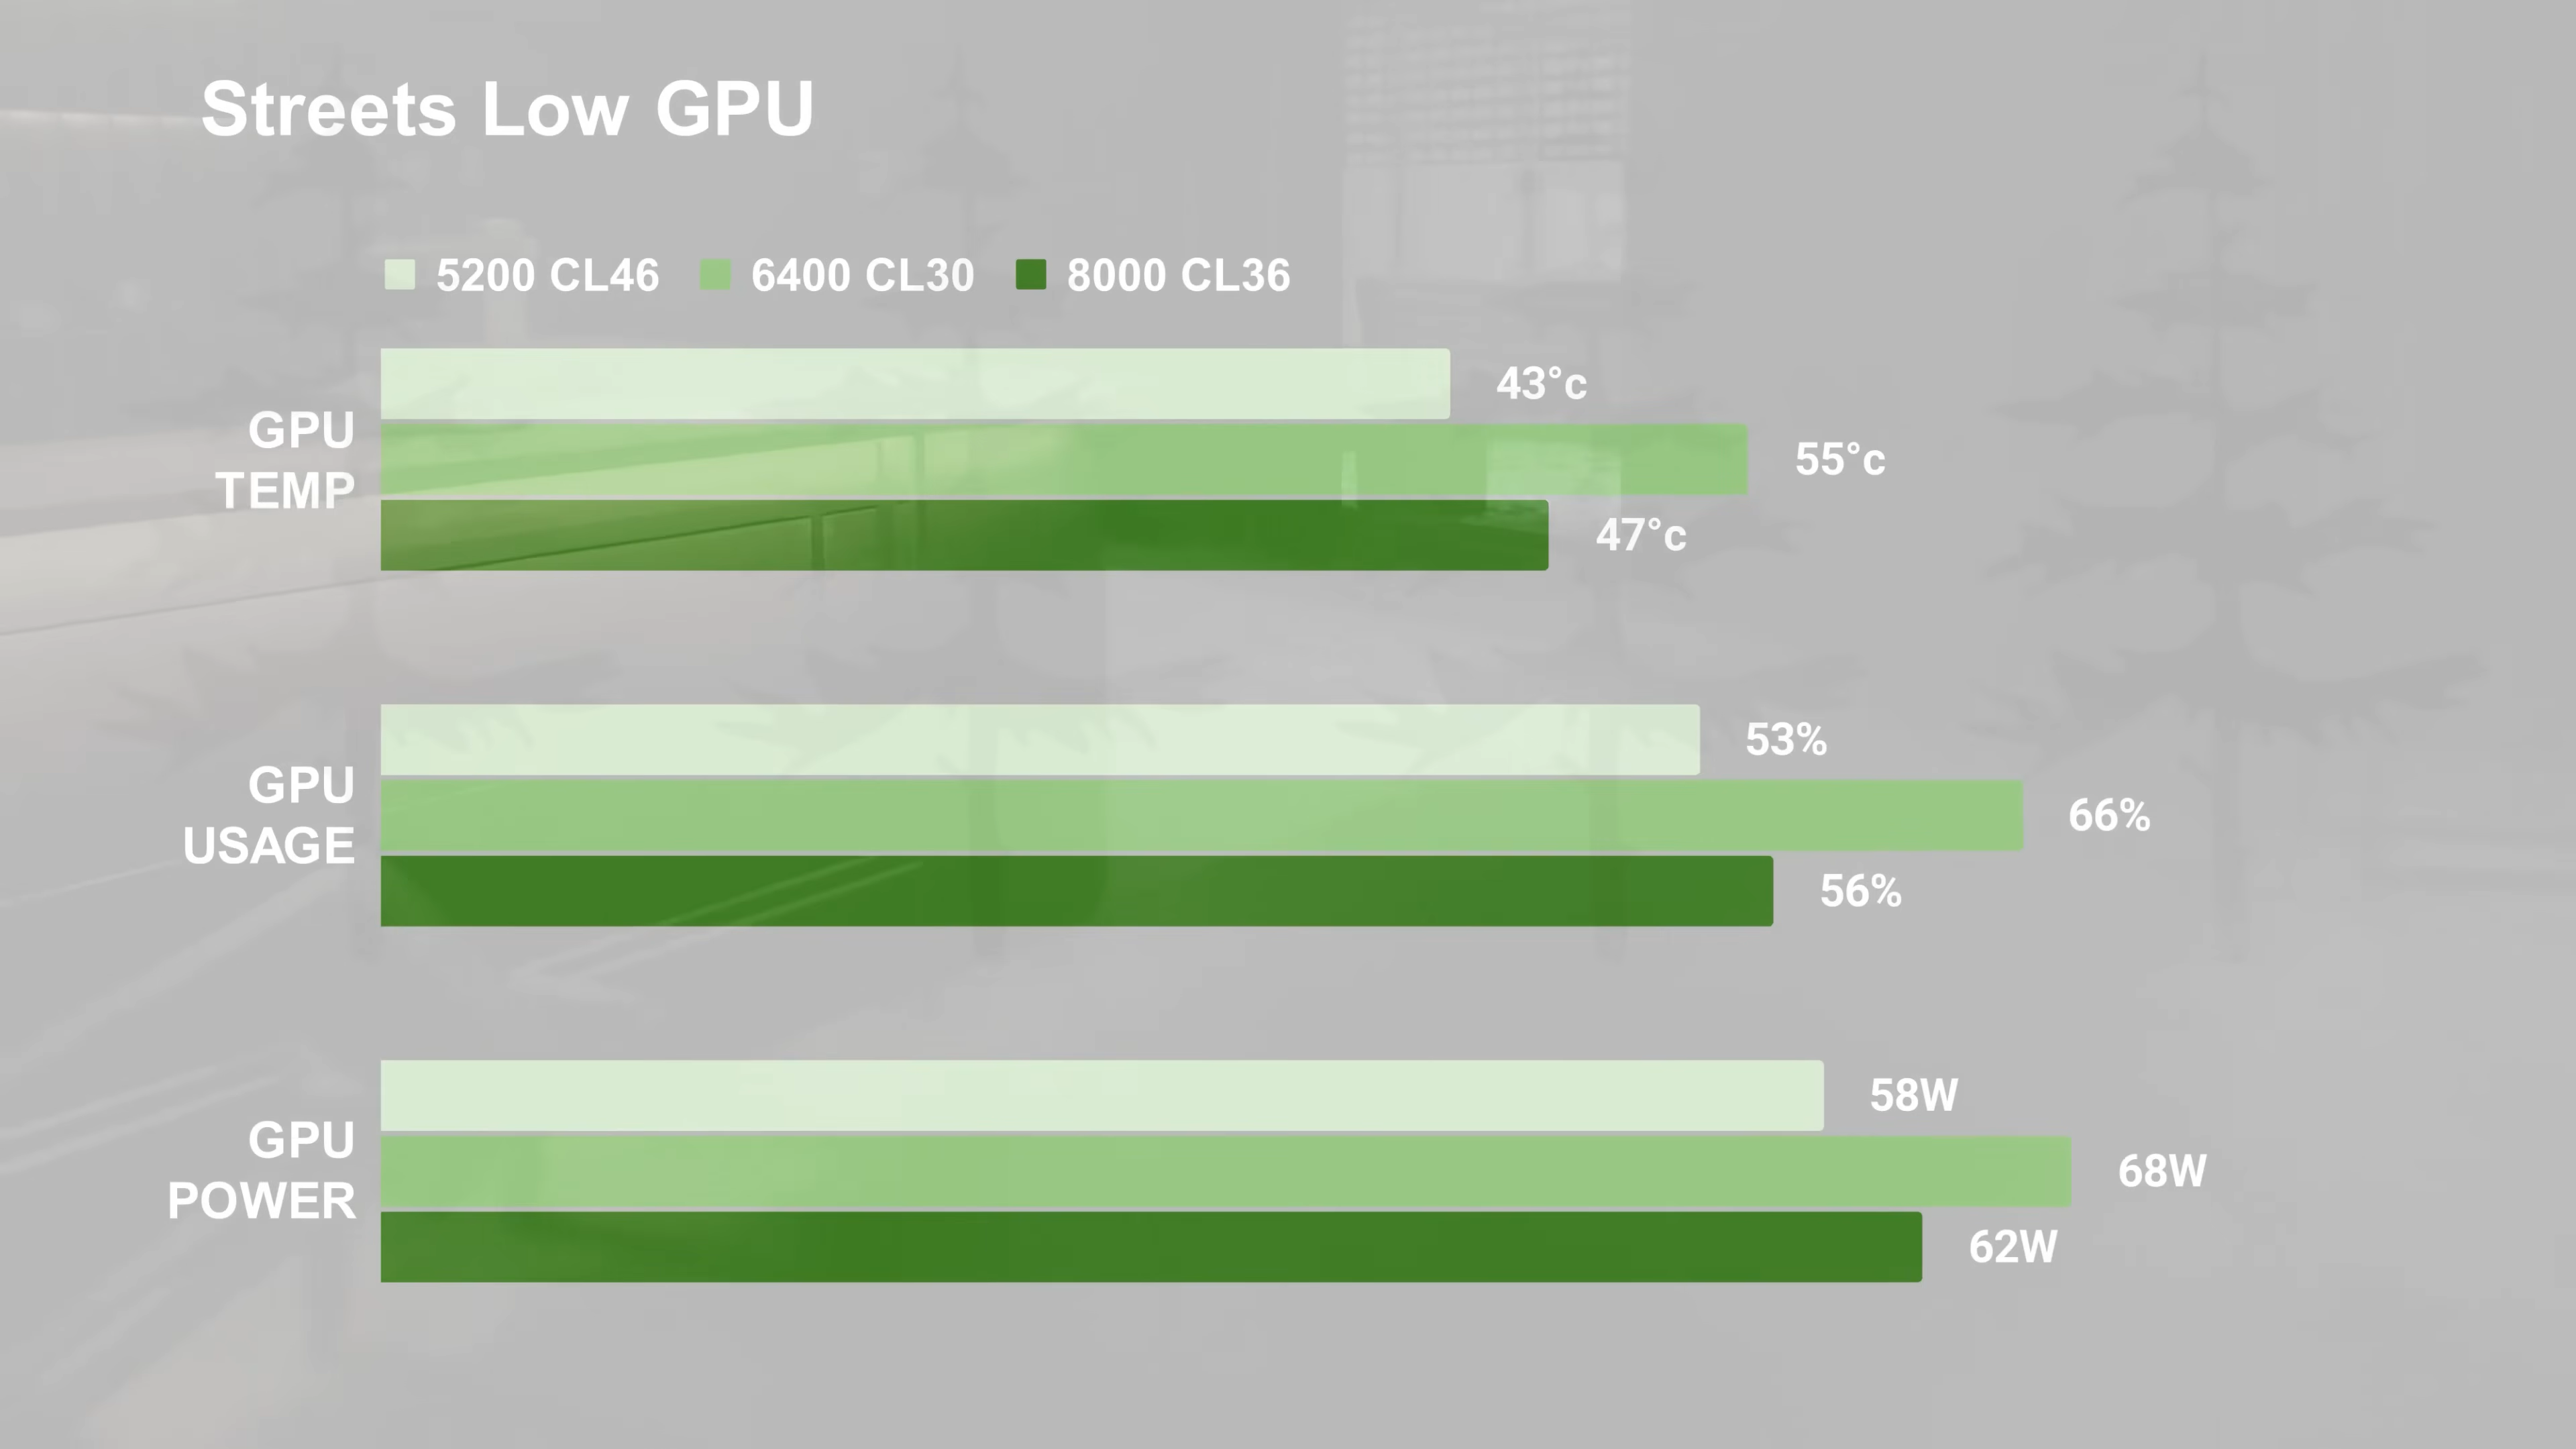 Streets Low GPU
5200 CL46 6400 CL30 8000 CL36
GPU
TEMP
43°c
55°c
47°c
GPU
USAGE
53%
66%
56%
GPU
POWER
58W
68W
62W